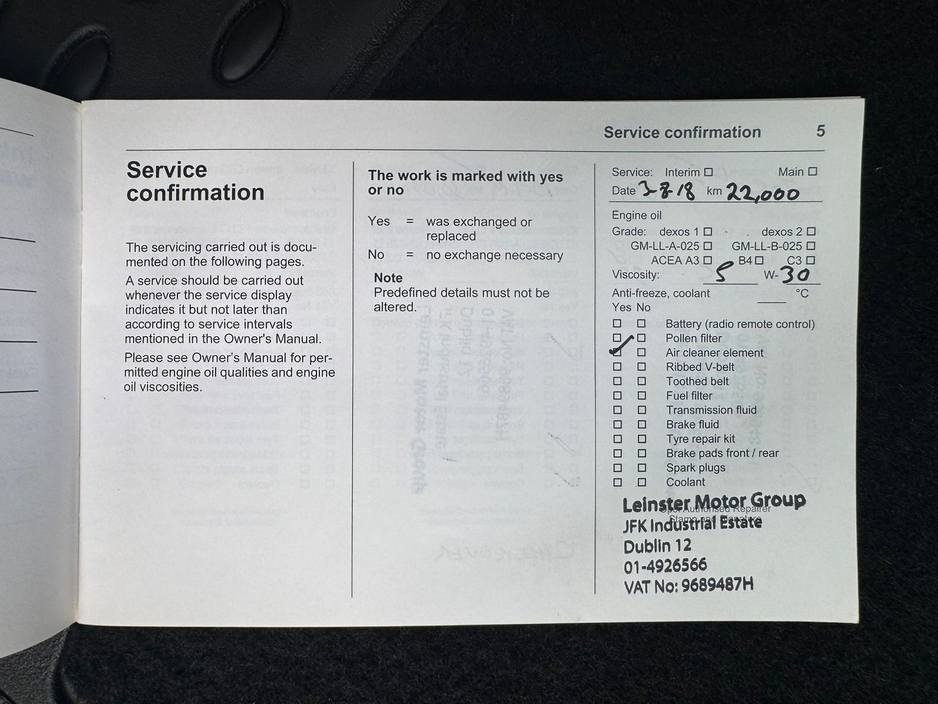 Service confirmation 5
Service
confirmation
The servicing carried out is docu-
mented on the following pages.
A service should be carried out
whenever the service display
indicates it but not later than
according to service intervals
mentioned in the Owner's Manual.
Please see Owner's Manual for per-
mitted engine oil qualities and engine
oil viscosities.
The work is marked with yes
or no
Yes = was exchanged or
replaced
No = no exchange necessary
Note
Predefined details must not be
altered.
Service: Interim ☐ Main ☐
Date 3-8-18 km 22,000
Engine oil
Grade: dexos 1 ☐ dexos 2 ☐
GM-LL-A-025 ☐ GM-LL-B-025 ☐
ACEA A3 ☐ B4 ☐ C3 ☐
Viscosity: 5 W-30
Anti-freeze, coolant ____ °C
Yes No
☐ ☐ Battery (radio remote control)
☐ ☐ Pollen filter
☑ ☐ Air cleaner element
☐ ☐ Ribbed V-belt
☐ ☐ Toothed belt
☐ ☐ Fuel filter
☐ ☐ Transmission fluid
☐ ☐ Brake fluid
☐ ☐ Tyre repair kit
☐ ☐ Brake pads front / rear
☐ ☐ Spark plugs
☐ ☐ Coolant
Leinster Motor Group
Authorised Repairer
JFK Industrial Estate
Dublin 12
01-4926566
VAT No: 9689487H